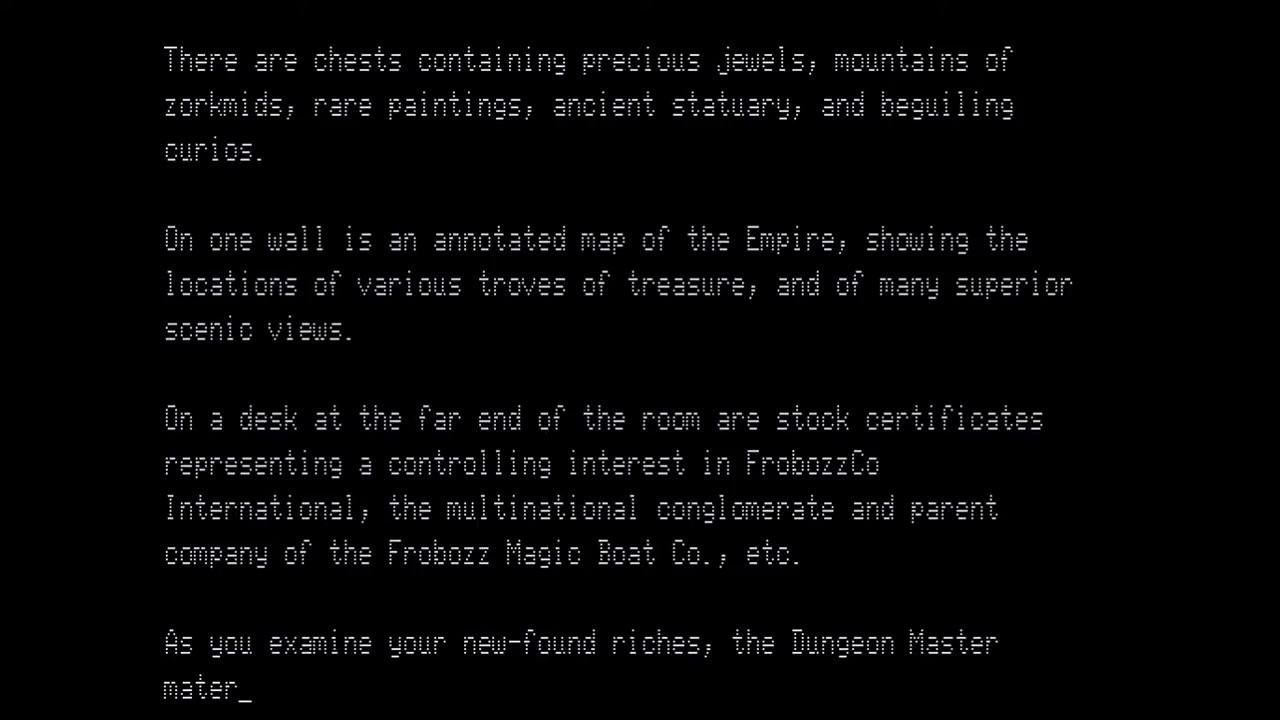 There are chests containing precious jewels, mountains of
zorkmids, rare paintings, ancient statuary, and beguiling
curios.
On one wall is an annotated map of the Empire, showing the
locations of various troves of treasure, and of many superior
scenic views.
On a desk at the far end of the room are stock certificates
representing a controlling interest in FrobozzCo
International, the multinational conglomerate and parent
company of the Frobozz Magic Boat Co., etc.
As you examine your new-found riches, the Dungeon Master
mater_